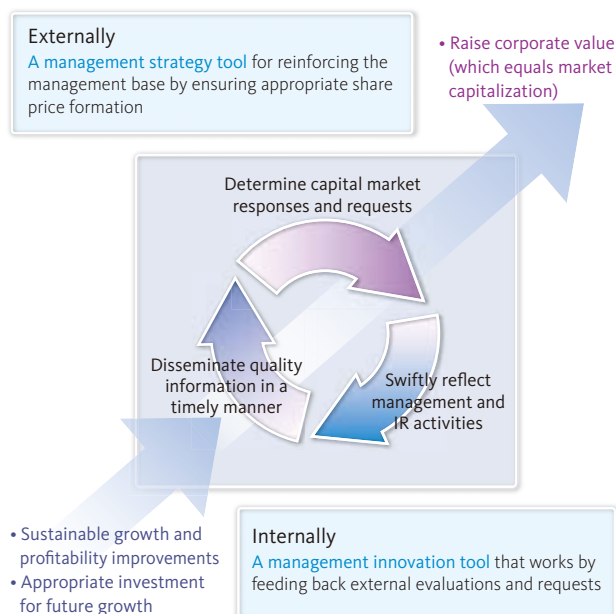 Externally
A management strategy tool for reinforcing the
management base by ensuring appropriate share
price formation
• Raise corporate value
(which equals market
capitalization)
Determine capital market
responses and requests
Disseminate quality
information in a
timely manner
Swiftly reflect
management and
IR activities
• Sustainable growth and
profitability improvements
• Appropriate investment
for future growth
Internally
A management innovation tool that works by
feeding back external evaluations and requests